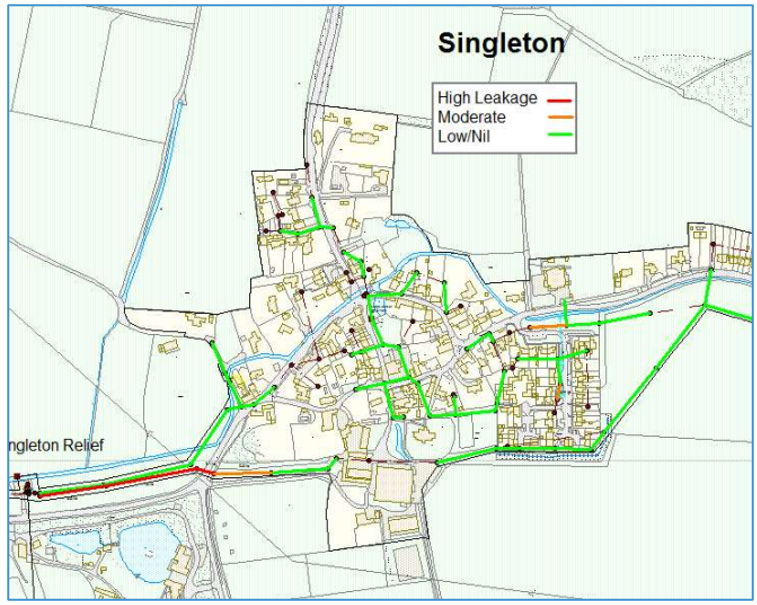 Singleton
High Leakage
Moderate
Low/Nil
ngleton Relief